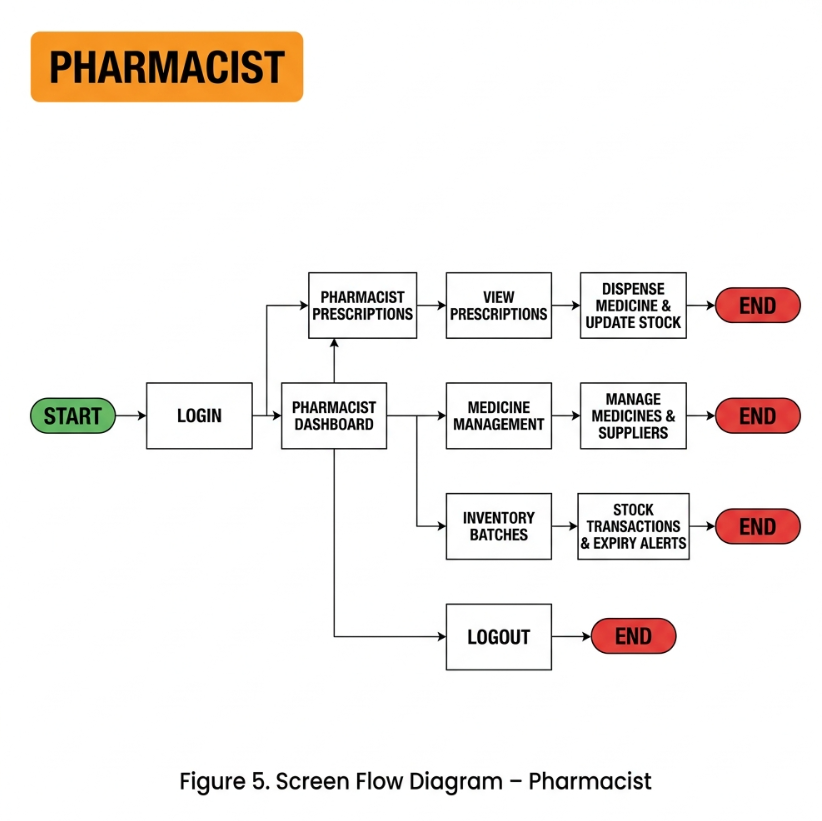 PHARMACIST
PHARMACIST
PRESCRIPTIONS
VIEW
PRESCRIPTIONS
DISPENSE
MEDICINE &
UPDATE STOCK
END
START
LOGIN
PHARMACIST
DASHBOARD
MEDICINE
MANAGEMENT
MANAGE
MEDICINES &
SUPPLIERS
END
INVENTORY
BATCHES
STOCK
TRANSACTIONS
& EXPIRY ALERTS
END
LOGOUT
END
Figure 5. Screen Flow Diagram – Pharmacist